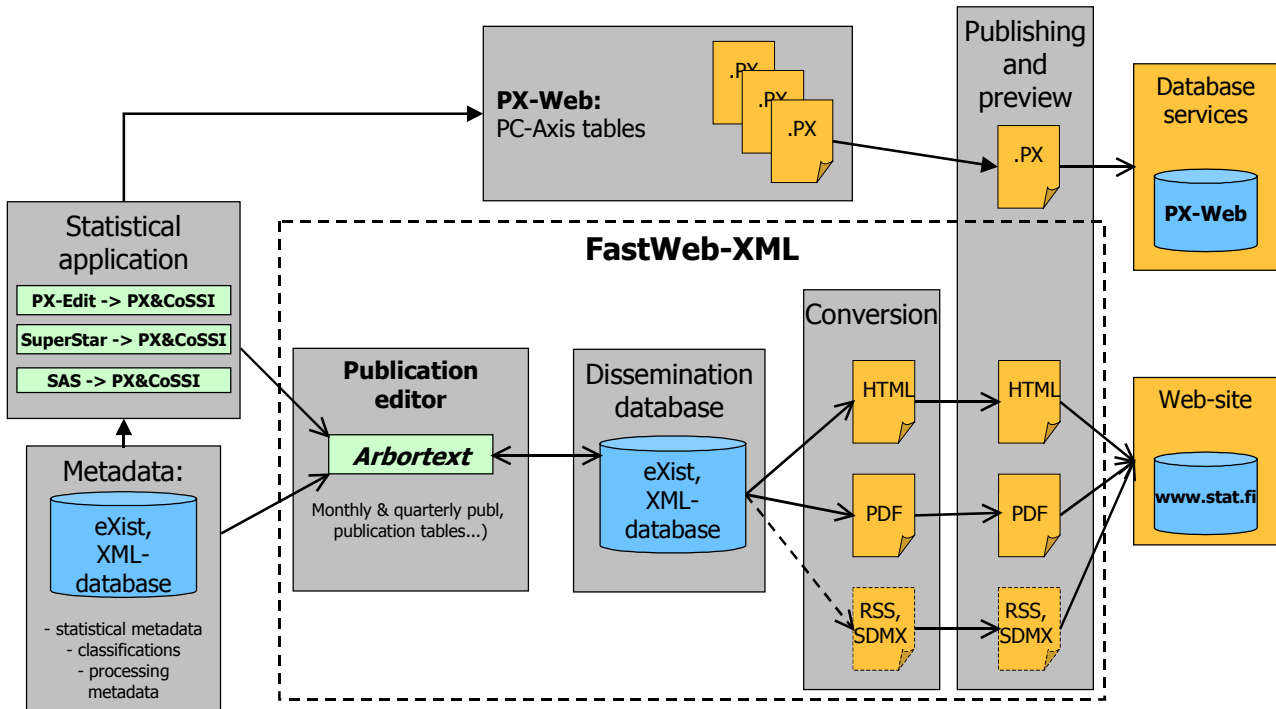 PX-Web:
PC-Axis tables
.PX
.PX
.PX
Publishing
and
preview
.PX
Database
services
PX-Web
Statistical
application
PX-Edit -> PX&CoSSI
SuperStar -> PX&CoSSI
SAS -> PX&CoSSI
Metadata:
eXist,
XML-
database
- statistical metadata
- classifications
- processing
metadata
FastWeb-XML
Publication
editor
Arbortext
Monthly & quarterly publ,
publication tables...)
Dissemination
database
eXist,
XML-
database
Conversion
HTML
PDF
RSS,
SDMX
HTML
PDF
RSS,
SDMX
Web-site
www.stat.fi